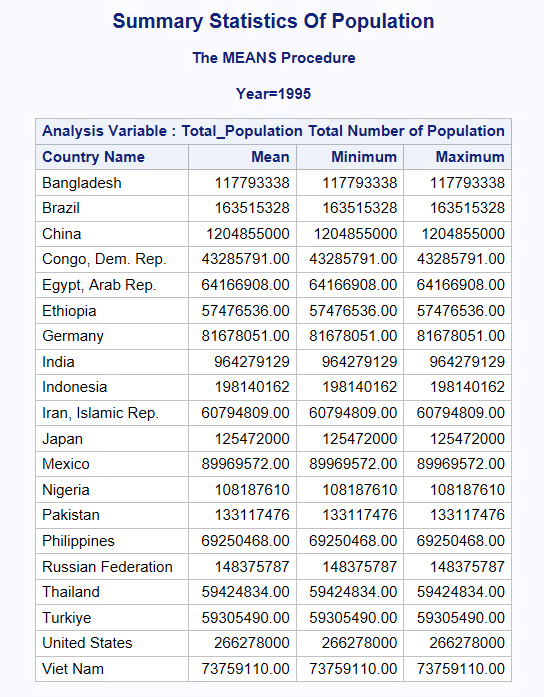 Summary Statistics Of Population
The MEANS Procedure
Year=1995
Analysis Variable : Total_Population Total Number of Population
Country Name Mean Minimum Maximum
Bangladesh 117793338 117793338 117793338
Brazil 163515328 163515328 163515328
China 1204855000 1204855000 1204855000
Congo, Dem. Rep. 43285791.00 43285791.00 43285791.00
Egypt, Arab Rep. 64166908.00 64166908.00 64166908.00
Ethiopia 57476536.00 57476536.00 57476536.00
Germany 81678051.00 81678051.00 81678051.00
India 964279129 964279129 964279129
Indonesia 198140162 198140162 198140162
Iran, Islamic Rep. 60794809.00 60794809.00 60794809.00
Japan 125472000 125472000 125472000
Mexico 89969572.00 89969572.00 89969572.00
Nigeria 108187610 108187610 108187610
Pakistan 133117476 133117476 133117476
Philippines 69250468.00 69250468.00 69250468.00
Russian Federation 148375787 148375787 148375787
Thailand 59424834.00 59424834.00 59424834.00
Turkiye 59305490.00 59305490.00 59305490.00
United States 266278000 266278000 266278000
Viet Nam 73759110.00 73759110.00 73759110.00